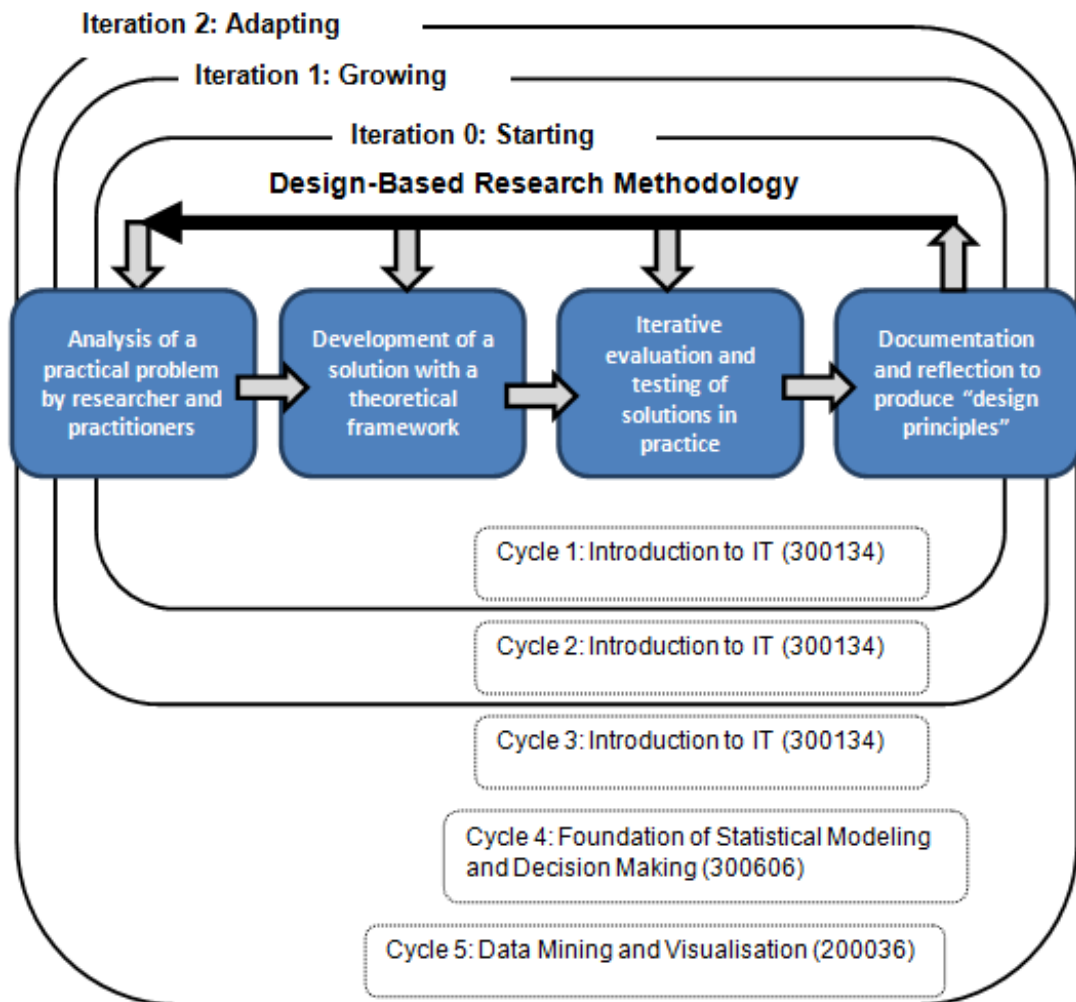 Iteration 2: Adapting
Iteration 1: Growing
Iteration 0: Starting
Design-Based Research Methodology
Analysis of a
practical problem
by researcher and
practitioners
Development of a
solution with a
theoretical
framework
Iterative
evaluation and
testing of
solutions in
practice
Documentation
and reflection to
produce “design
principles”
Cycle 1: Introduction to IT (300134)
Cycle 2: Introduction to IT (300134)
Cycle 3: Introduction to IT (300134)
Cycle 4: Foundation of Statistical Modeling
and Decision Making (300606)
Cycle 5: Data Mining and Visualisation (200036)